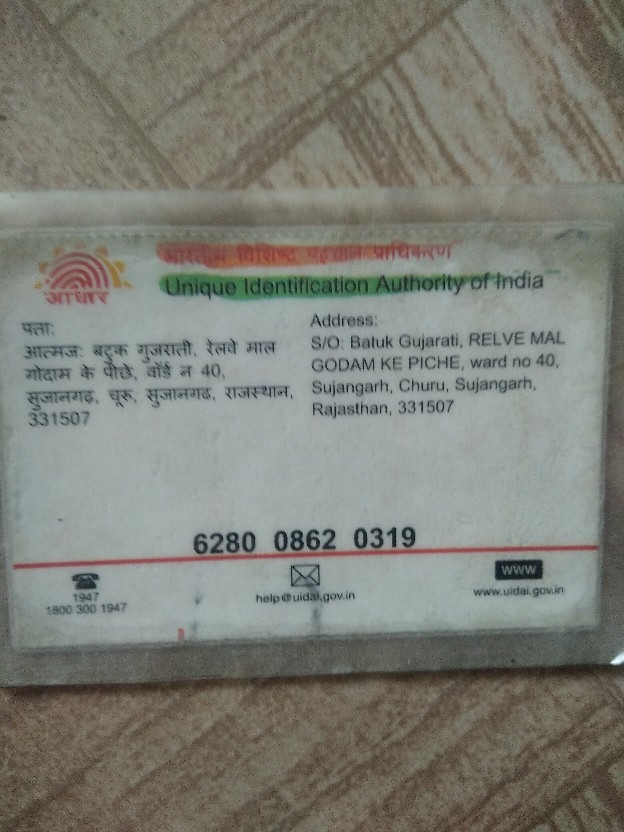 भारतीय विशिष्ट पहचान प्राधिकरण
Unique Identification Authority of India
आधार
पता:
आत्मज: बटुक गुजराती, रेलवे माल
गोदाम के पीछे, वॉर्ड न 40,
सुजानगढ़, चूरू, सुजानगढ, राजस्थान,
331507
Address:
S/O: Batuk Gujarati, RELVE MAL
GODAM KE PICHE, ward no 40,
Sujangarh, Churu, Sujangarh,
Rajasthan, 331507
6280 0862 0319
1947
1800 300 1947
help@uidai.gov.in
www
www.uidai.gov.in